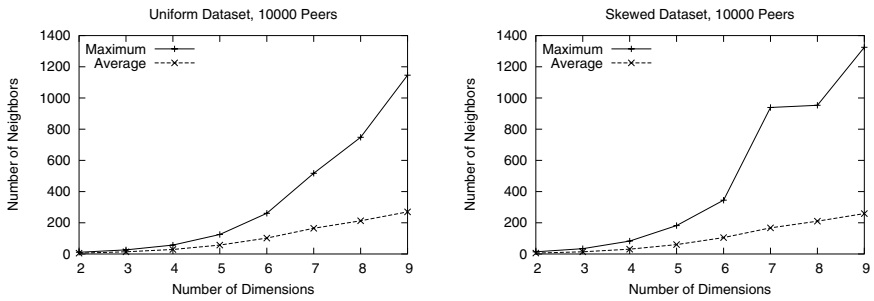 Uniform Dataset, 10000 Peers
Number of Neighbors
1400
1200
1000
800
600
400
200
0
Maximum
Average
2 3 4 5 6 7 8 9
Number of Dimensions
Skewed Dataset, 10000 Peers
Number of Neighbors
1400
1200
1000
800
600
400
200
0
Maximum
Average
2 3 4 5 6 7 8 9
Number of Dimensions